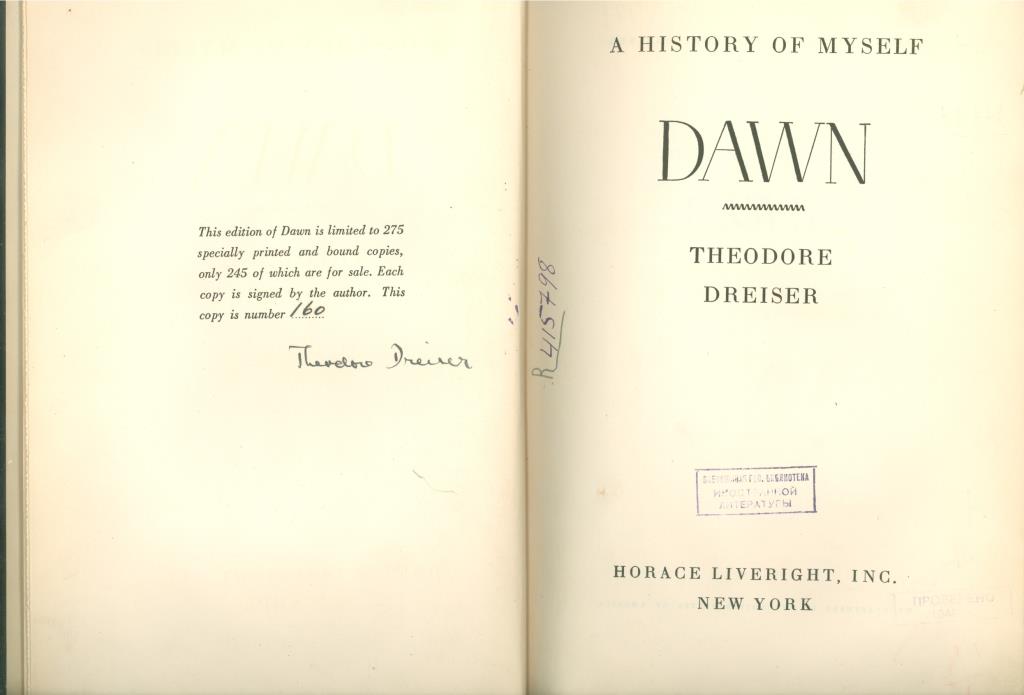 This edition of Dawn is limited to 275
specially printed and bound copies,
only 245 of which are for sale. Each
copy is signed by the author. This
copy is number 160
Theodore Dreiser
R 415798
A HISTORY OF MYSELF
DAWN
THEODORE
DREISER
ГОС. БИБЛИОТЕКА
ИНОСТРАННОЙ
ЛИТЕРАТУРЫ
HORACE LIVERIGHT, INC.
NEW YORK
ПРОВЕРЕНО